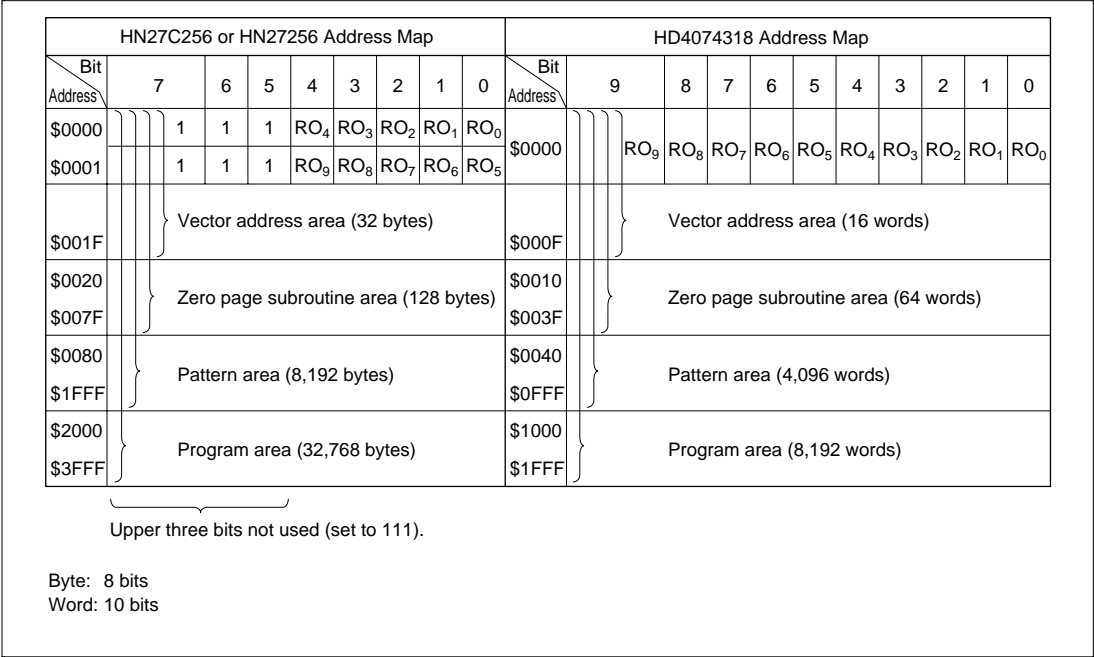 HN27C256 or HN27256 Address Map HD4074318 Address Map
Bit Address 7 6 5 4 3 2 1 0 Bit Address 9 8 7 6 5 4 3 2 1 0
$0000 1 1 1 RO4 RO3 RO2 RO1 RO0
$0001 1 1 1 RO9 RO8 RO7 RO6 RO5
$0000 RO9 RO8 RO7 RO6 RO5 RO4 RO3 RO2 RO1 RO0
Vector address area (32 bytes)
$001F
Vector address area (16 words)
$000F
$0020
Zero page subroutine area (128 bytes)
$007F
$0010
Zero page subroutine area (64 words)
$003F
$0080
Pattern area (8,192 bytes)
$1FFF
$0040
Pattern area (4,096 words)
$0FFF
$2000
Program area (32,768 bytes)
$3FFF
$1000
Program area (8,192 words)
$1FFF
Upper three bits not used (set to 111).
Byte: 8 bits
Word: 10 bits